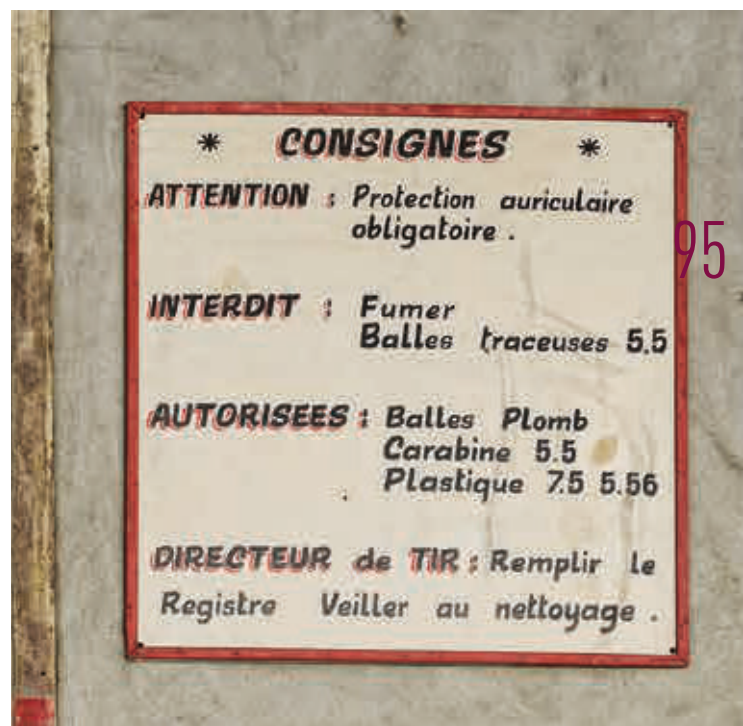 * CONSIGNES *
ATTENTION : Protection auriculaire
obligatoire .
95
INTERDIT : Fumer
Balles traceuses 5.5
AUTORISEES : Balles Plomb
Carabine 5.5
Plastique 7.5 5.56
DIRECTEUR de TIR : Remplir le
Registre Veiller au nettoyage .